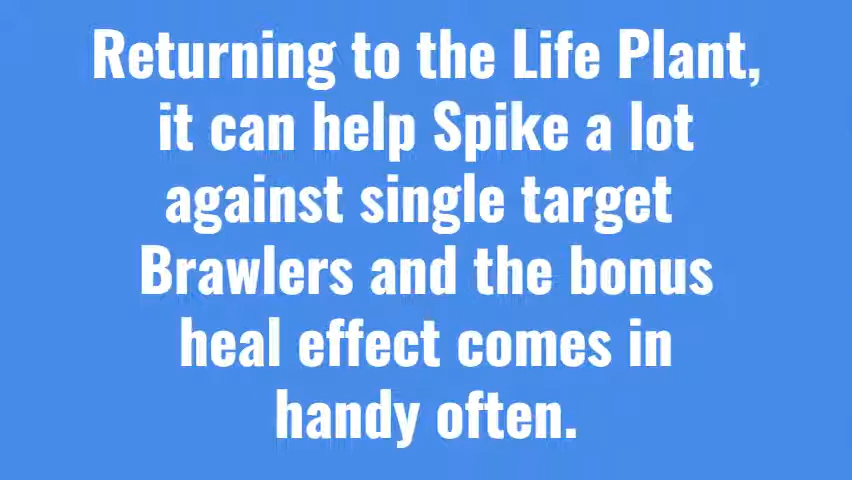 Returning to the Life Plant,
it can help Spike a lot
against single target
Brawlers and the bonus
heal effect comes in
handy often.